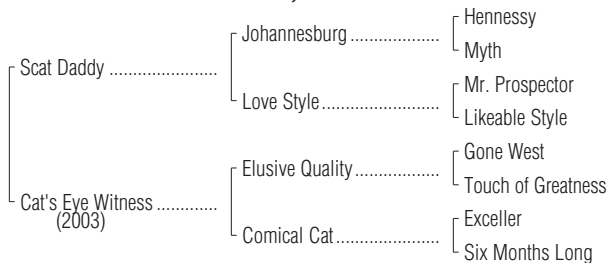 Hennessy
Johannesburg ...................
Myth
Scat Daddy .......................
Mr. Prospector
Love Style .........................
Likeable Style
Gone West
Elusive Quality ..................
Touch of Greatness
Cat's Eye Witness .............
(2003)
Exceller
Comical Cat ......................
Six Months Long